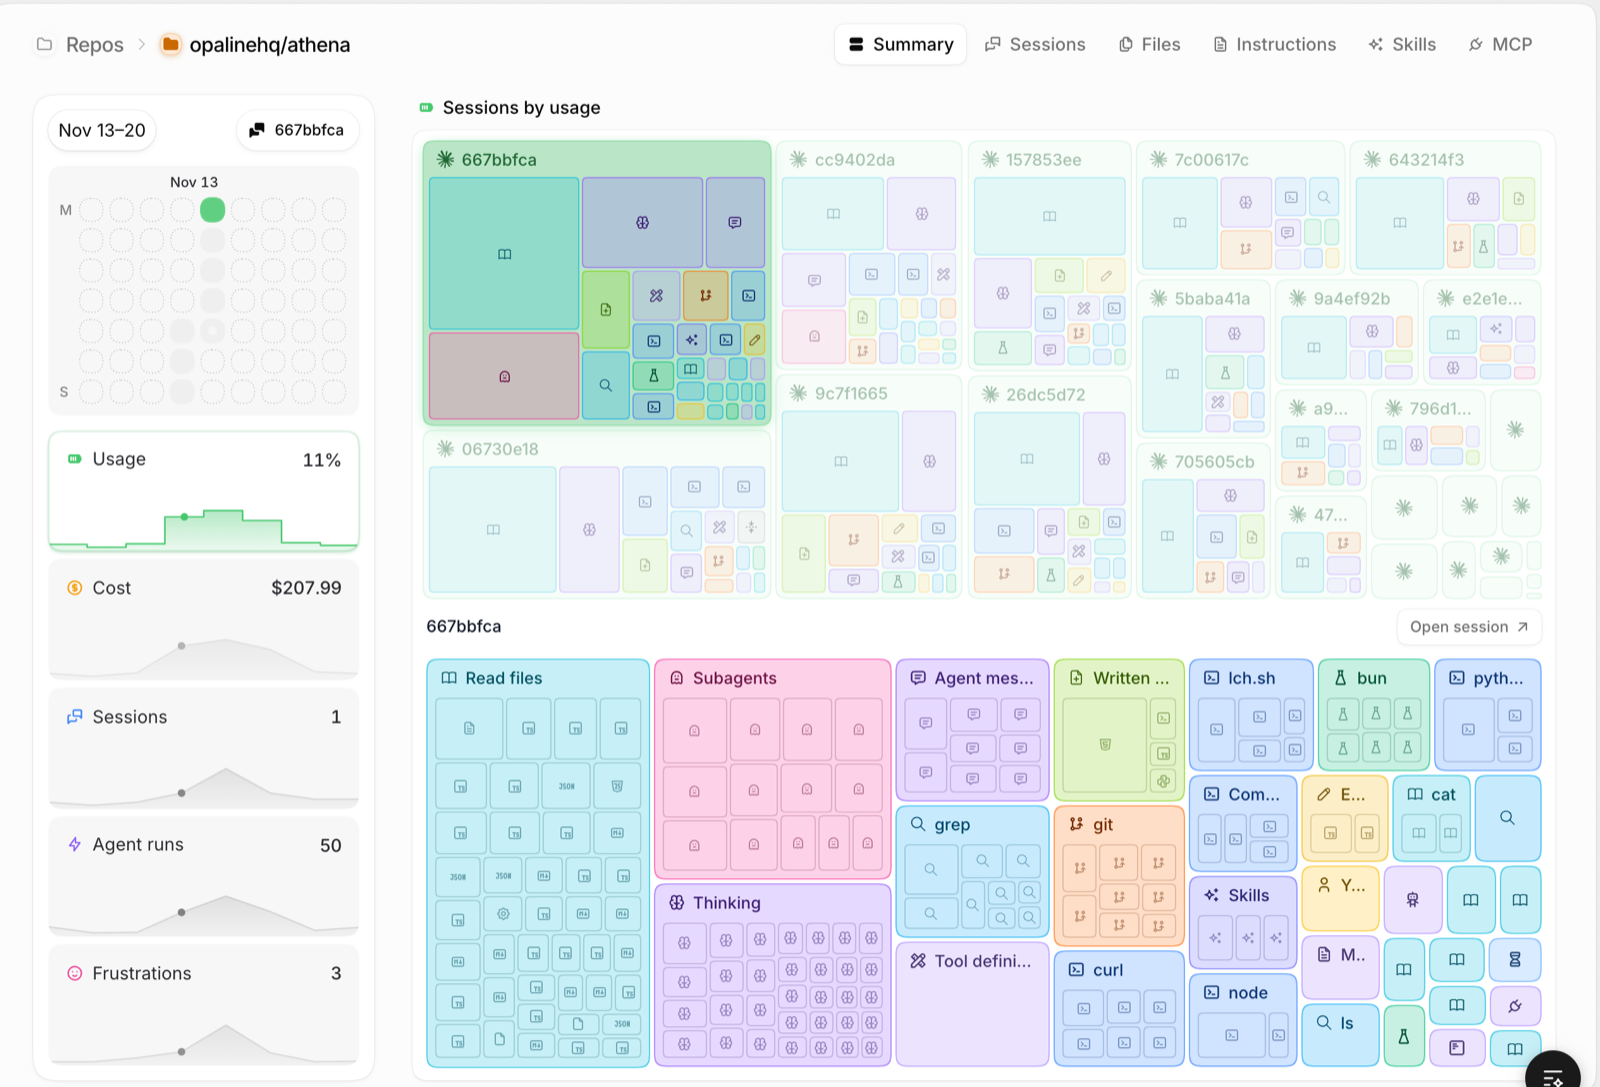 Repos
opalinehq/athena
Summary
Sessions
Files
Instructions
Skills
MCP
Nov 13–20
667bbfca
Nov 13
M
S
Usage
11%
Cost
$207.99
Sessions
1
Agent runs
50
Frustrations
3
Sessions by usage
667bbfca
cc9402da
157853ee
7c00617c
643214f3
5baba41a
9a4ef92b
e2e1e...
06730e18
9c7f1665
26dc5d72
a9...
796d1...
705605cb
47...
667bbfca
Open session
Read files
Subagents
Agent mes...
Written ...
lch.sh
bun
pyth...
Com...
E...
cat
grep
git
Thinking
Skills
Y...
Tool defini...
curl
M..
node
ls